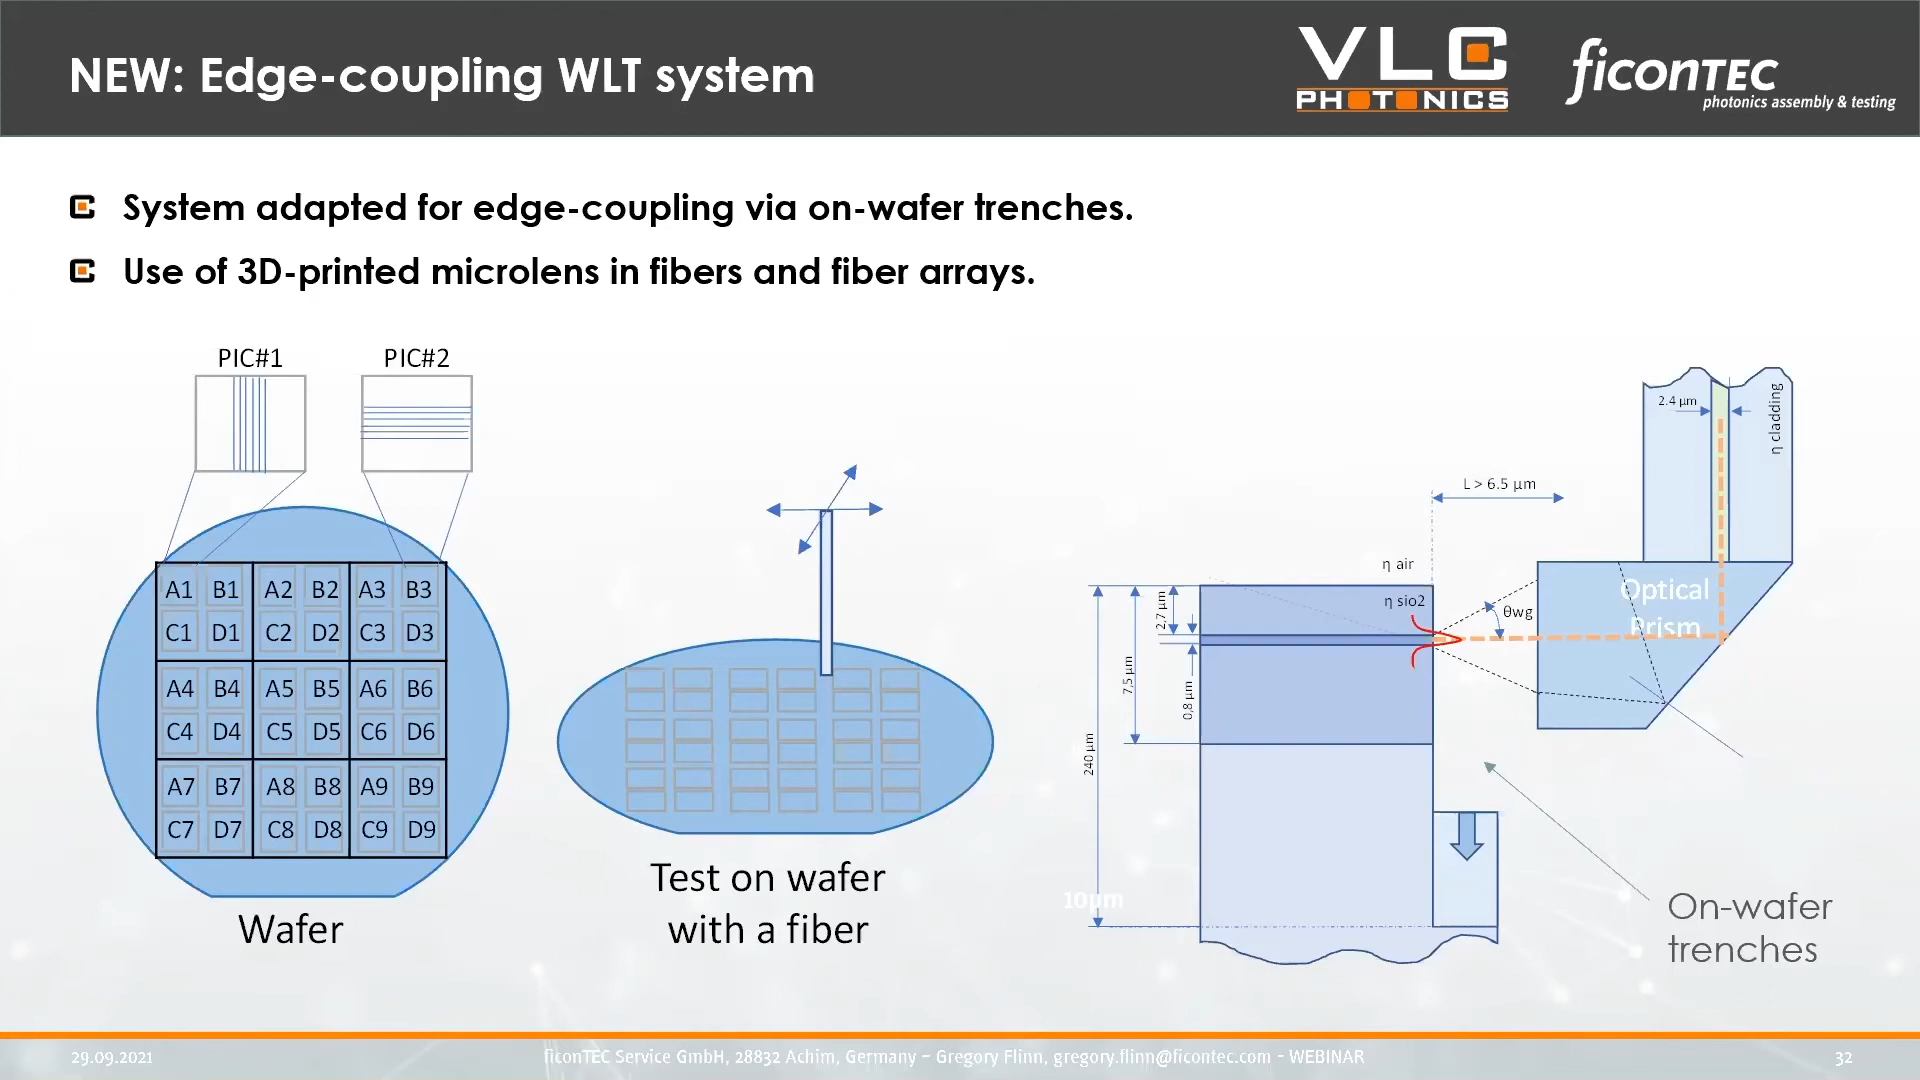 NEW: Edge-coupling WLT system
VLC
PHOTONICS
ficonTEC
photonics assembly & testing
System adapted for edge-coupling via on-wafer trenches.
Use of 3D-printed microlens in fibers and fiber arrays.
PIC#1 PIC#2
A1 B1 A2 B2 A3 B3
C1 D1 C2 D2 C3 D3
A4 B4 A5 B5 A6 B6
C4 D4 C5 D5 C6 D6
A7 B7 A8 B8 A9 B9
C7 D7 C8 D8 C9 D9
Wafer
Test on wafer
with a fiber
2.4 µm
η cladding
L > 6.5 µm
η air
η sio2
θwg
Optical
Prism
2,7 µm
7,5 µm
0,8 µm
240 µm
10µm
On-wafer
trenches
29.09.2021
ficonTEC Service GmbH, 28832 Achim, Germany – Gregory Flinn, gregory.flinn@ficontec.com - WEBINAR
32